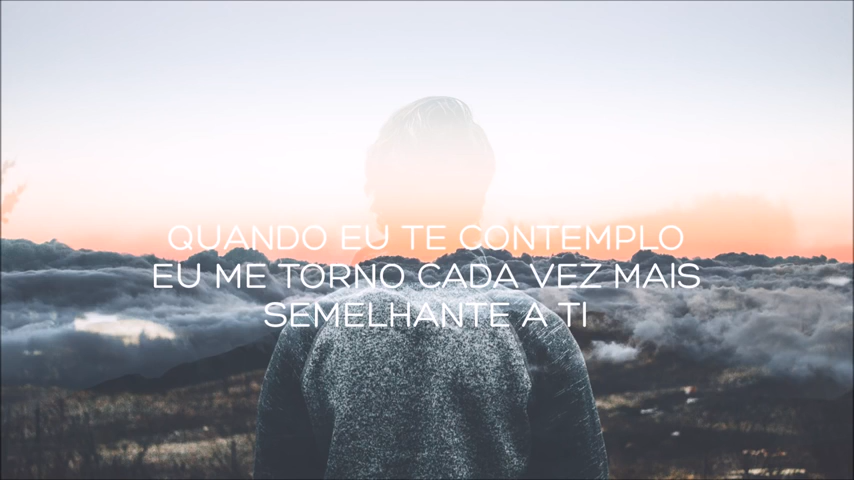 QUANDO EU TE CONTEMPLO
EU ME TORNO CADA VEZ MAIS
SEMELHANTE A TI